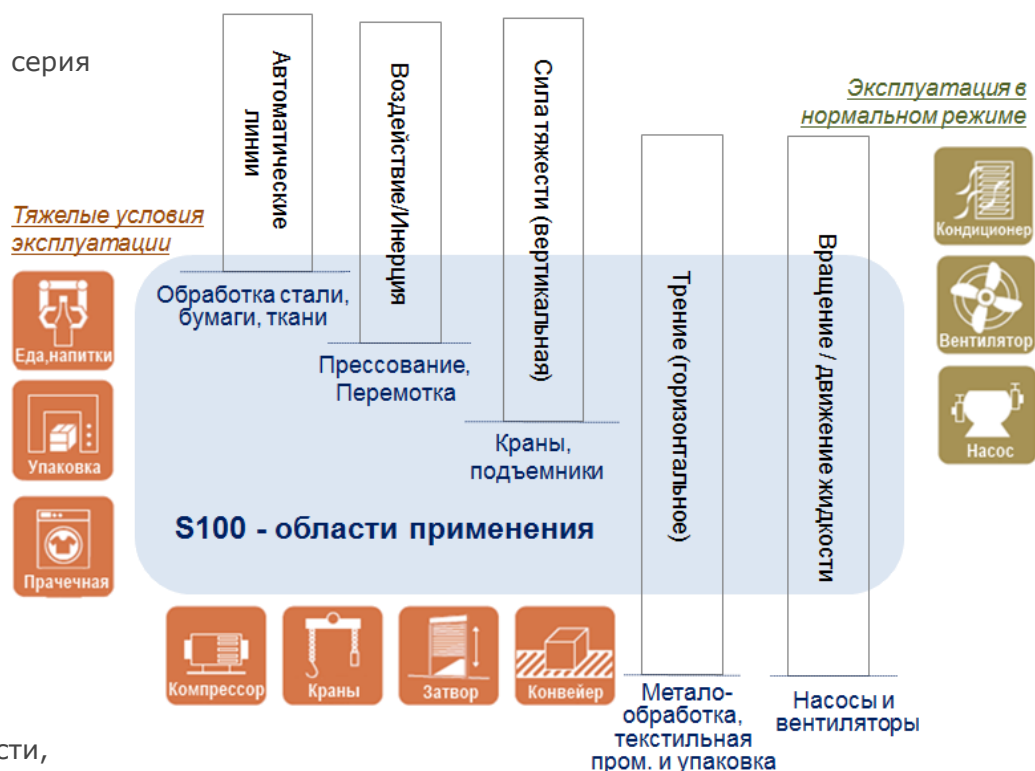 серия
Автоматические
линии
Воздействие/Инерция
Сила тяжести (вертикальная)
Трение (горизонтальное)
Вращение / движение жидкости
Эксплуатация в
нормальном режиме
Кондиционер
Вентилятор
Насос
Тяжелые условия
эксплуатации
Еда,напитки
Упаковка
Прачечная
Обработка стали,
бумаги, ткани
Прессование,
Перемотка
Краны,
подъемники
S100 - области применения
Компрессор
Краны
Затвор
Конвейер
Метало-
обработка,
текстильная
пром. и упаковка
Насосы и
вентиляторы
сти,